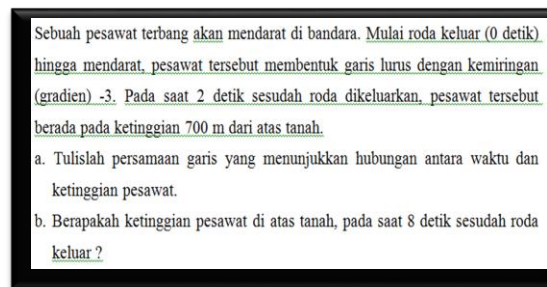 Sebuah pesawat terbang akan mendarat di bandara. Mulai roda keluar (0 detik)
hingga mendarat, pesawat tersebut membentuk garis lurus dengan kemiringan
(gradien) -3. Pada saat 2 detik sesudah roda dikeluarkan, pesawat tersebut
berada pada ketinggian 700 m dari atas tanah.
a. Tulislah persamaan garis yang menunjukkan hubungan antara waktu dan
ketinggian pesawat.
b. Berapakah ketinggian pesawat di atas tanah, pada saat 8 detik sesudah roda
keluar ?